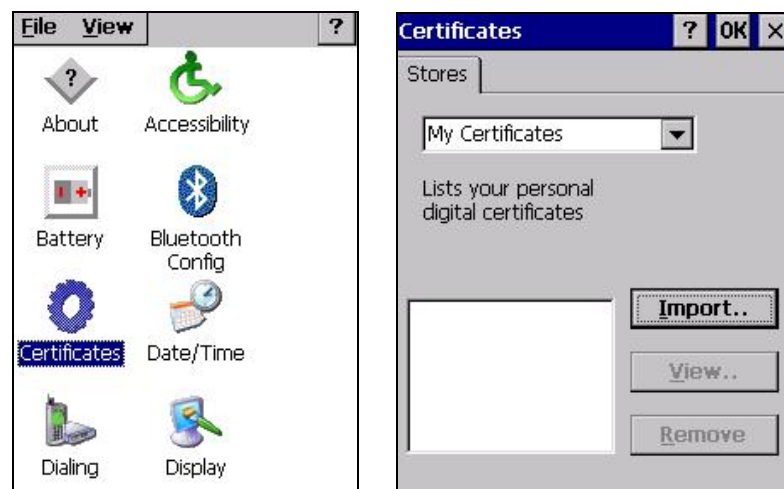 File View ?
? 
About Accessibility
Battery Bluetooth
Config
Certificates Date/Time
Dialing Display
Certificates ? OK ×
Stores
My Certificates
Lists your personal
digital certificates
Import..
View..
Remove